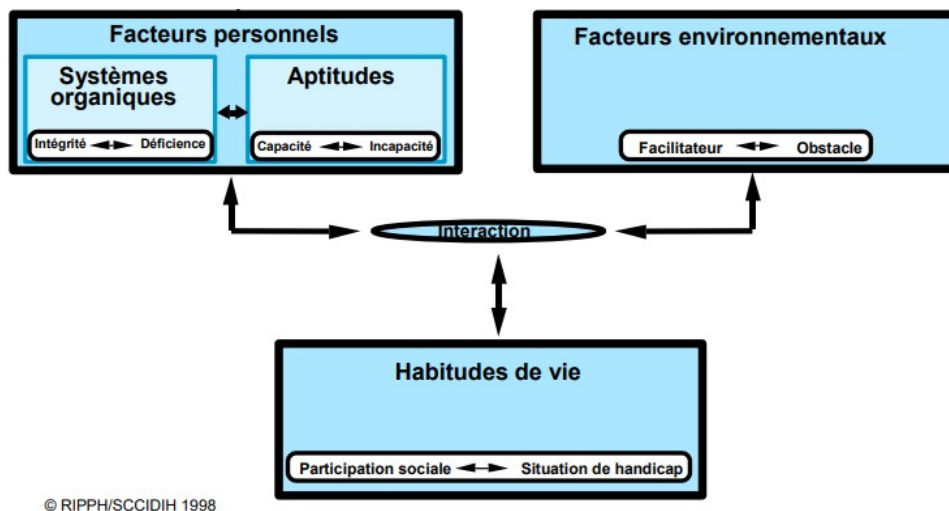 Facteurs personnels
Systèmes
organiques
Intégrité
Déficience
Aptitudes
Capacité
Incapacité
Facteurs environnementaux
Facilitateur
Obstacle
Interaction
Habitudes de vie
Participation sociale
Situation de handicap
© RIPPH/SCCIDIH 1998